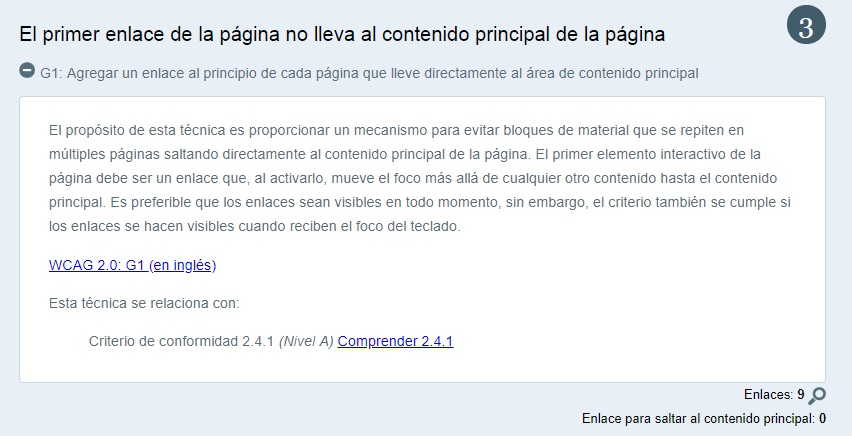 El primer enlace de la página no lleva al contenido principal de la página
3
G1: Agregar un enlace al principio de cada página que lleve directamente al área de contenido principal
El propósito de esta técnica es proporcionar un mecanismo para evitar bloques de material que se repiten en
múltiples páginas saltando directamente al contenido principal de la página. El primer elemento interactivo de la
página debe ser un enlace que, al activarlo, mueve el foco más allá de cualquier otro contenido hasta el contenido
principal. Es preferible que los enlaces sean visibles en todo momento, sin embargo, el criterio también se cumple si
los enlaces se hacen visibles cuando reciben el foco del teclado.
WCAG 2.0: G1 (en inglés)
Esta técnica se relaciona con:
Criterio de conformidad 2.4.1 (Nivel A) Comprender 2.4.1
Enlaces: 9
Enlace para saltar al contenido principal: 0